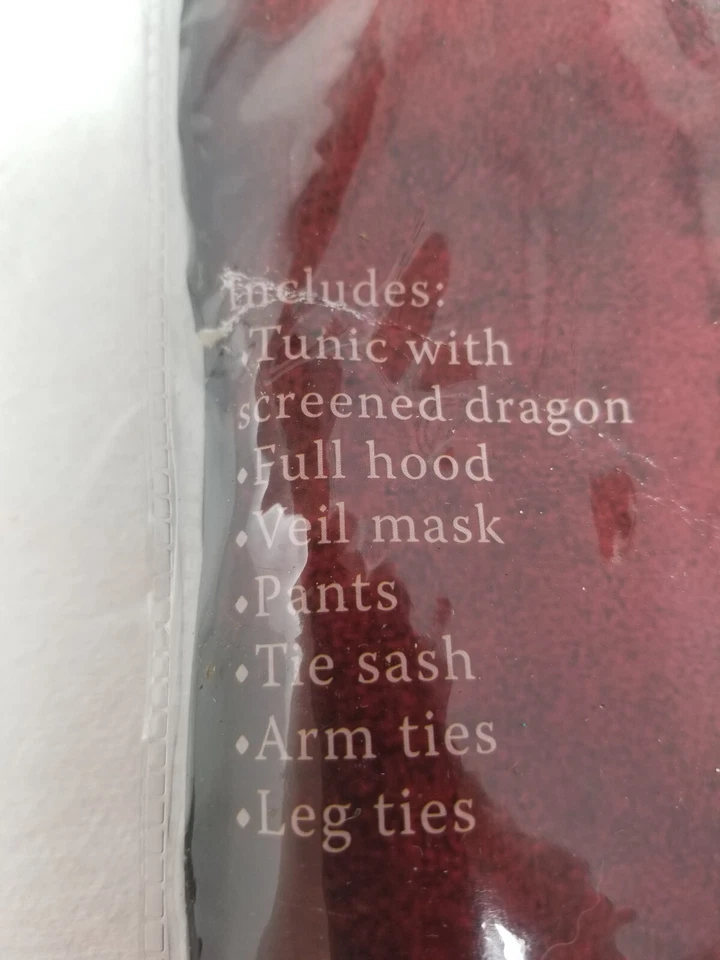 Includes:
•Tunic with
screened dragon
•Full hood
•Veil mask
•Pants
•Tie sash
•Arm ties
•Leg ties